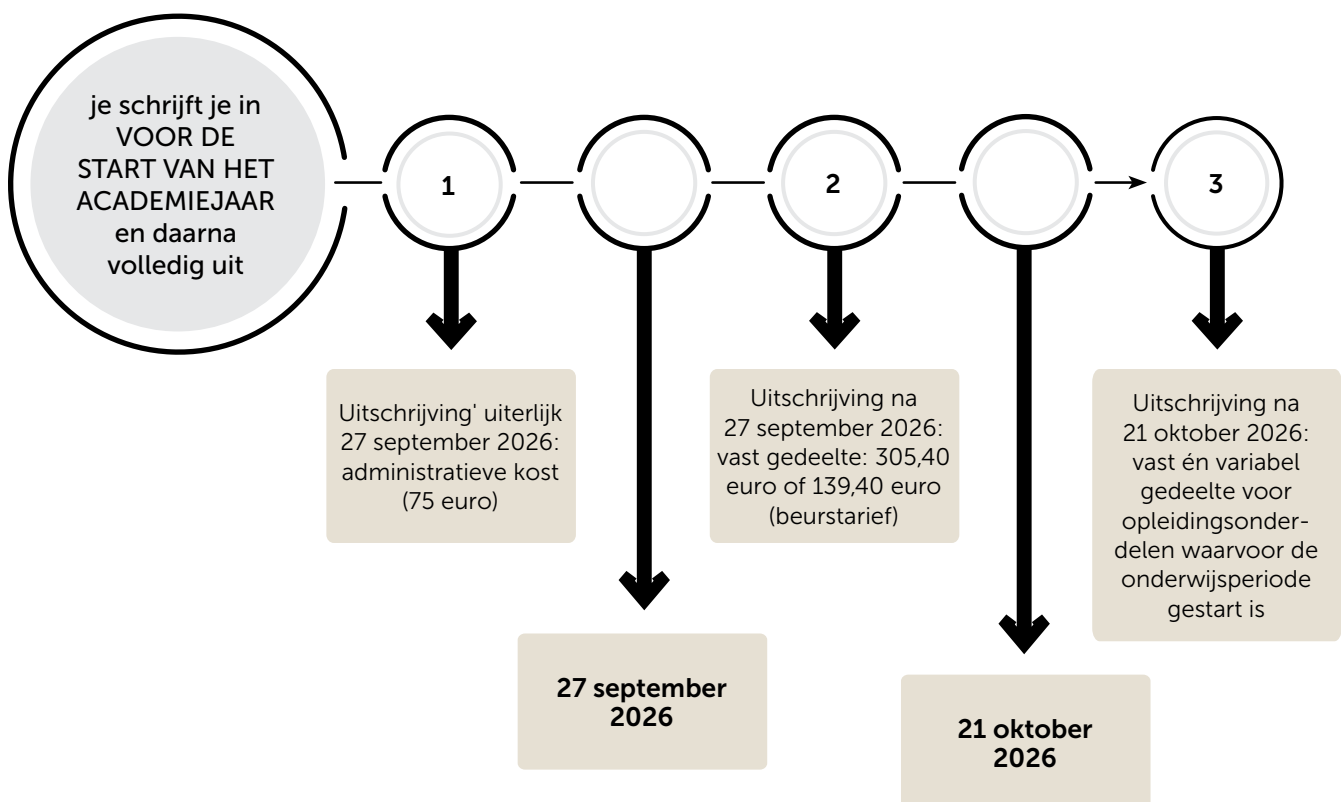 je schrijft je in
VOOR DE
START VAN HET
ACADEMIEJAAR
en daarna
volledig uit
1
2
3
Uitschrijving' uiterlijk
27 september 2026:
administratieve kost
(75 euro)
27 september
2026
Uitschrijving na
27 september 2026:
vast gedeelte: 305,40
euro of 139,40 euro
(beurstarief)
21 oktober
2026
Uitschrijving na
21 oktober 2026:
vast én variabel
gedeelte voor
opleidingsonder-
delen waarvoor de
onderwijsperiode
gestart is